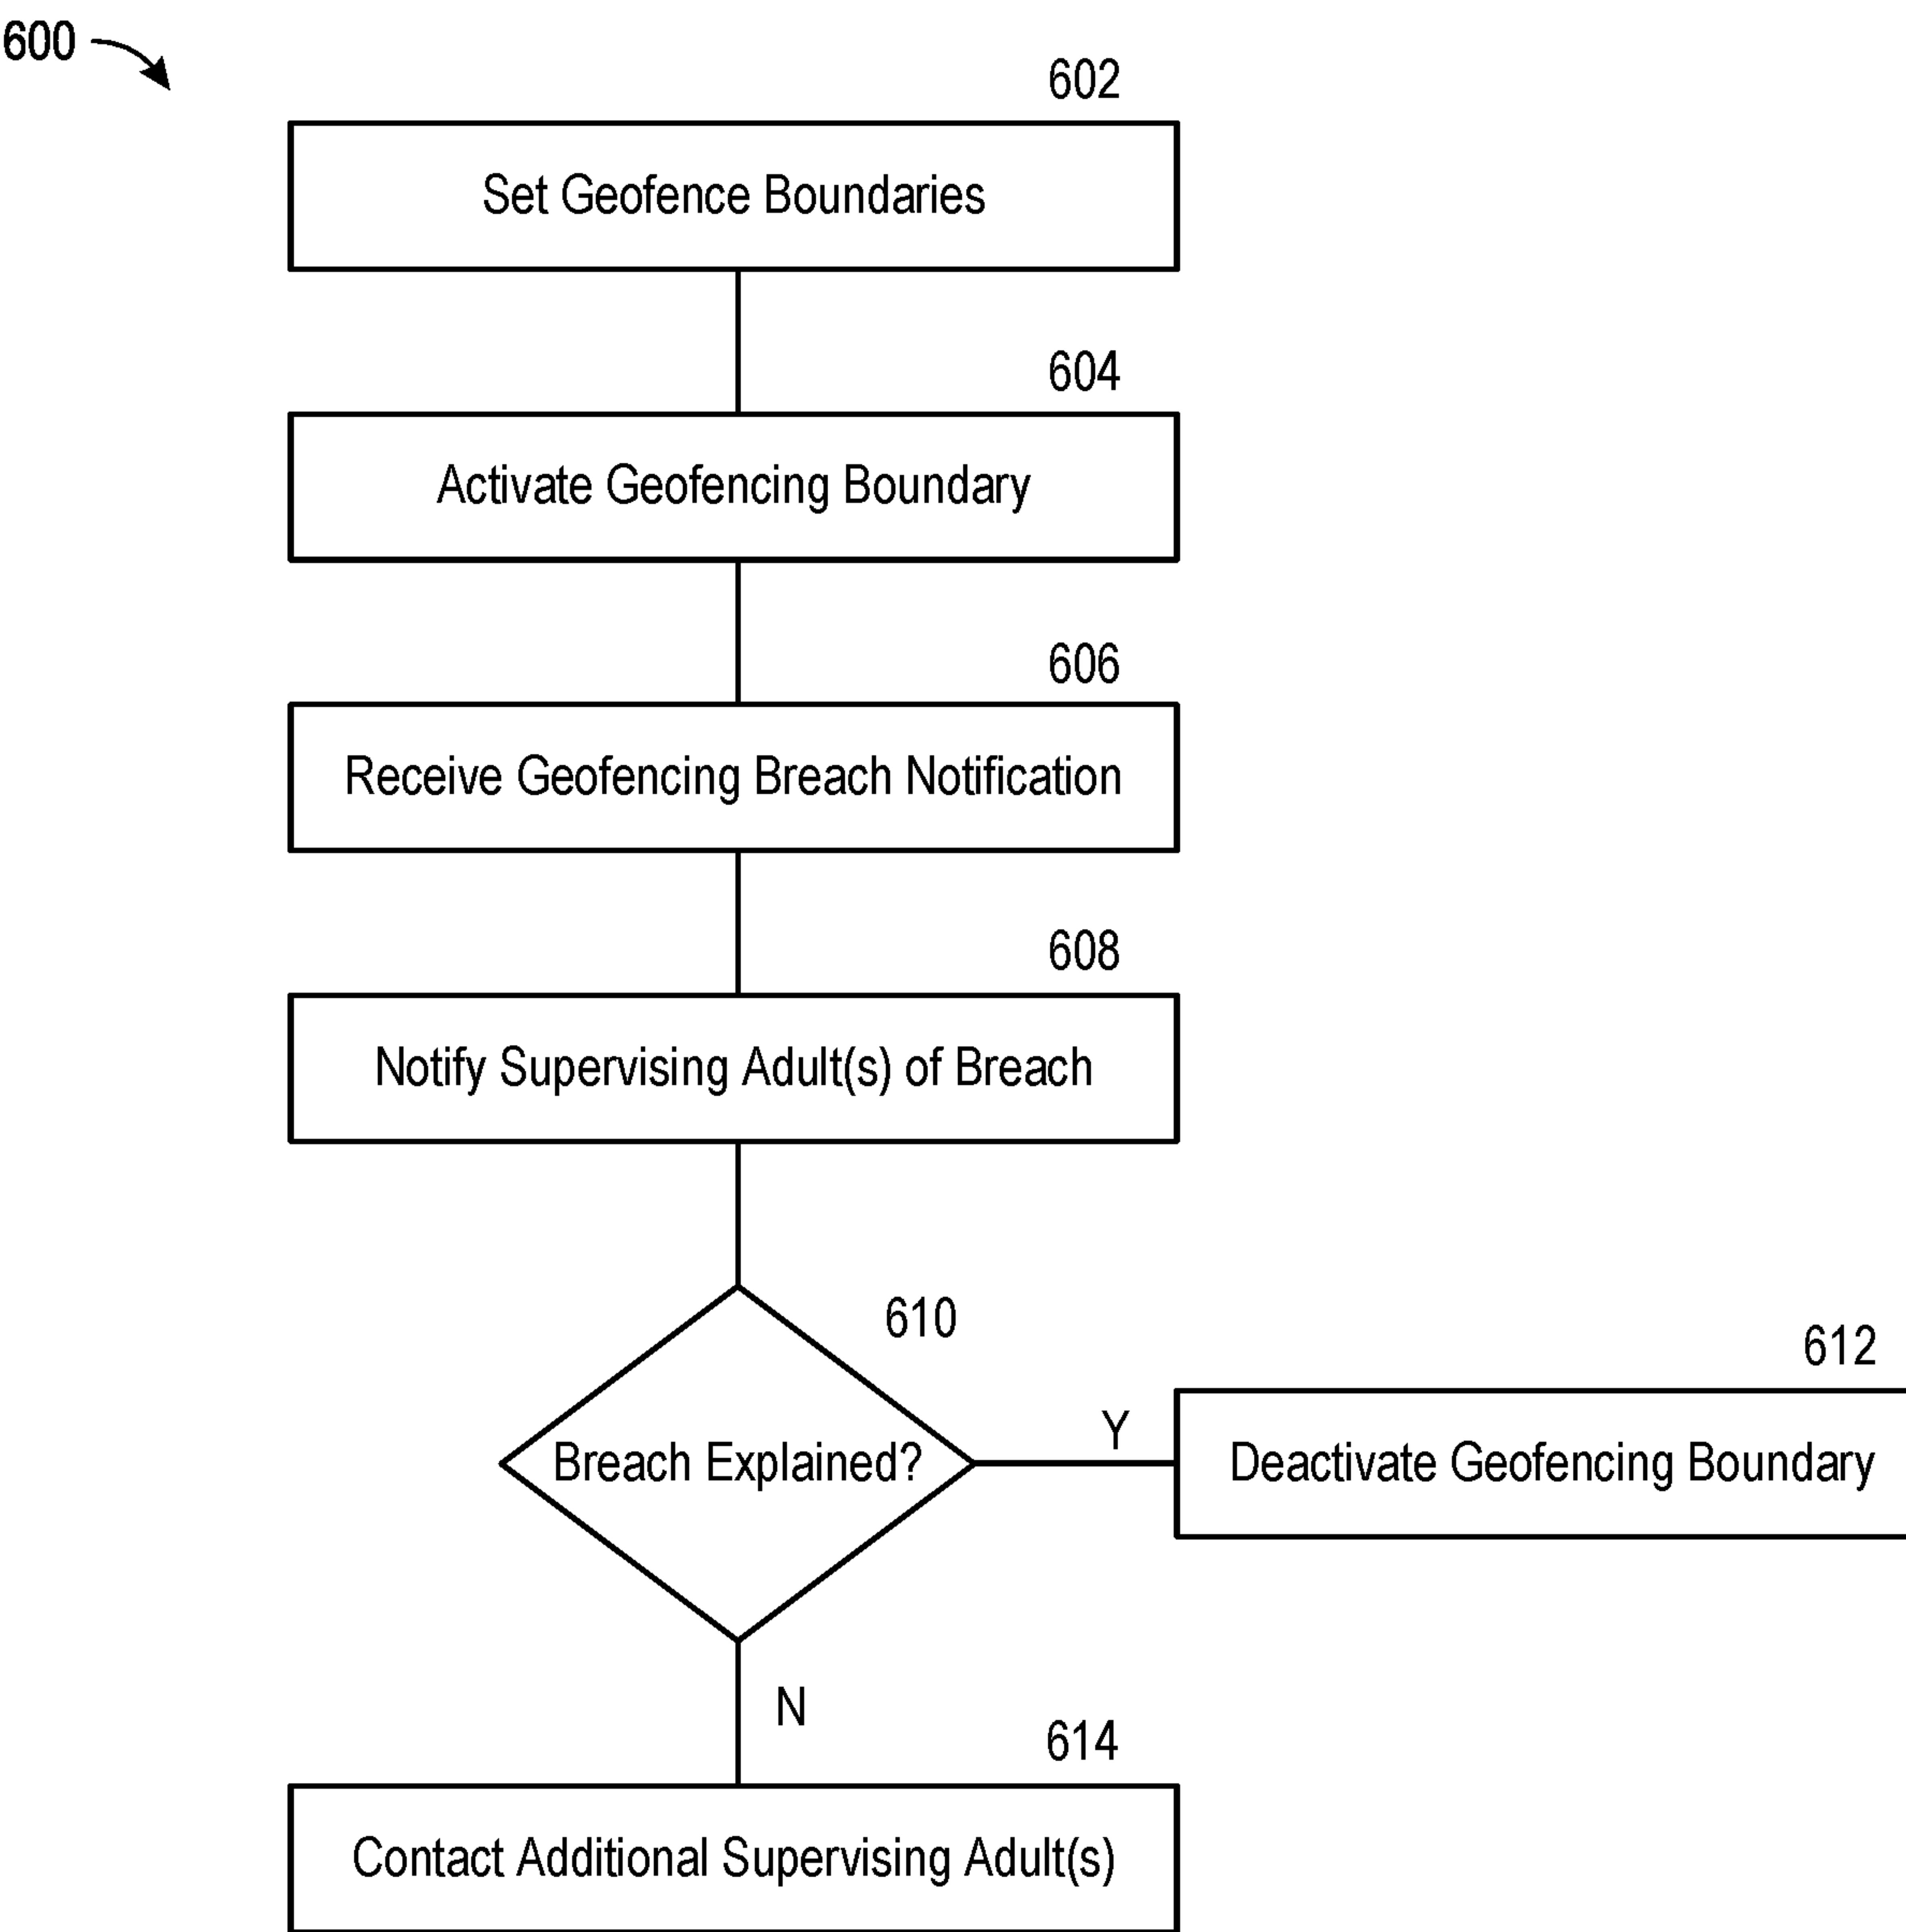 600
602
Set Geofence Boundaries
604
Activate Geofencing Boundary
606
Receive Geofencing Breach Notification
608
Notify Supervising Adult(s) of Breach
610
Breach Explained?
Y
612
Deactivate Geofencing Boundary
N
614
Contact Additional Supervising Adult(s)